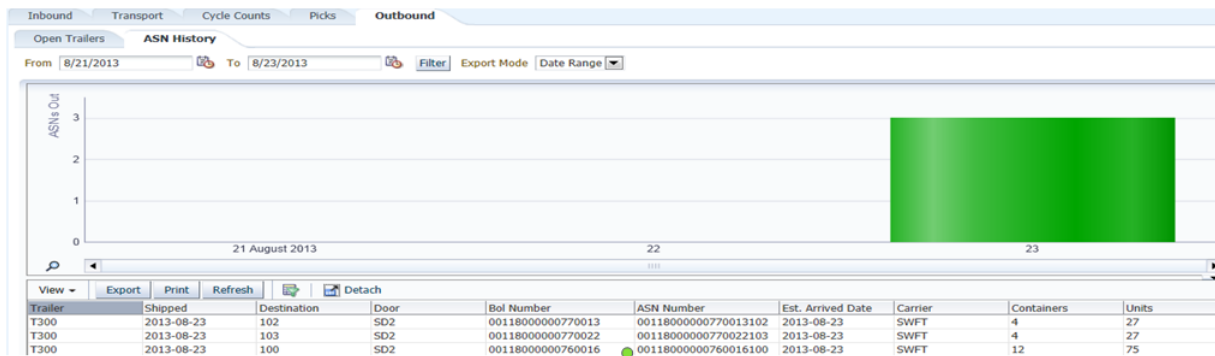 Inbound Transport Cycle Counts Picks Outbound
Open Trailers ASN History
From 8/21/2013 To 8/23/2013 Filter Export Mode Date Range
ASNs Out
3
2
1
0
21 August 2013 22 23
View Export Print Refresh Detach
Trailer Shipped Destination Door Bol Number ASN Number Est. Arrived Date Carrier Containers Units
T300 2013-08-23 102 SD2 00118000000770013 00118000000770013102 2013-08-23 SWFT 4 27
T300 2013-08-23 103 SD2 00118000000770022 00118000000770022103 2013-08-23 SWFT 4 27
T300 2013-08-23 100 SD2 00118000000760016 00118000000760016100 2013-08-23 SWFT 12 75